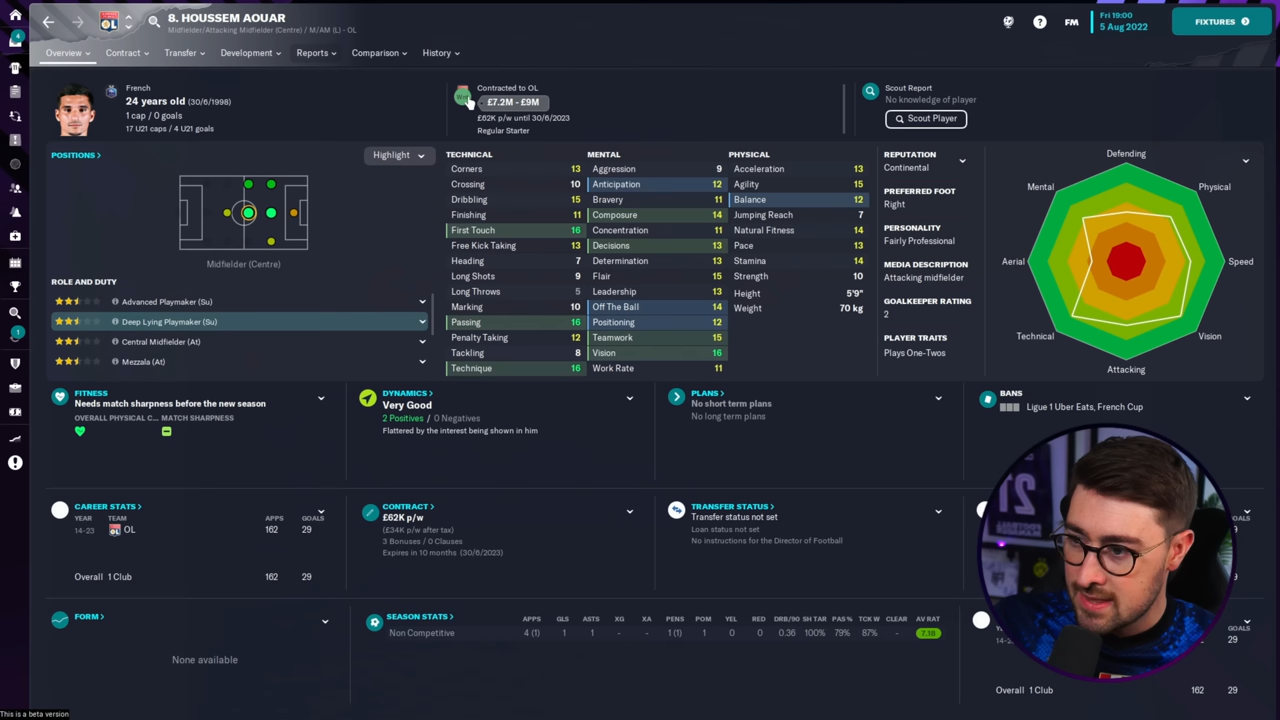 8. HOUSSEM AOUAR
Midfielder/Attacking Midfielder (Centre) / M/AM (L) - OL
FM
Fri 19:00
5 Aug 2022
FIXTURES
Overview
Contract
Transfer
Development
Reports
Comparison
History
4
French
24 years old (30/6/1998)
1 cap / 0 goals
17 U21 caps / 4 U21 goals
Contracted to OL
£7.2M - £9M
£62K p/w until 30/6/2023
Regular Starter
Scout Report
No knowledge of player
Scout Player
POSITIONS
Highlight
Midfielder (Centre)
ROLE AND DUTY
Advanced Playmaker (Su)
Deep Lying Playmaker (Su)
Central Midfielder (At)
Mezzala (At)
TECHNICAL
Corners 13
Crossing 10
Dribbling 15
Finishing 11
First Touch 16
Free Kick Taking 13
Heading 7
Long Shots 9
Long Throws 5
Marking 10
Passing 16
Penalty Taking 12
Tackling 8
Technique 16
MENTAL
Aggression 9
Anticipation 12
Bravery 11
Composure 14
Concentration 11
Decisions 13
Determination 13
Flair 15
Leadership 13
Off The Ball 14
Positioning 12
Teamwork 15
Vision 16
Work Rate 11
PHYSICAL
Acceleration 13
Agility 15
Balance 12
Jumping Reach 7
Natural Fitness 14
Pace 13
Stamina 14
Strength 10
Height 5'9"
Weight 70 kg
REPUTATION
Continental
PREFERRED FOOT
Right
PERSONALITY
Fairly Professional
MEDIA DESCRIPTION
Attacking midfielder
GOALKEEPER RATING
2
PLAYER TRAITS
Plays One-Twos
Defending
Physical
Speed
Vision
Attacking
Technical
Aerial
Mental
1
FITNESS
Needs match sharpness before the new season
OVERALL PHYSICAL C... MATCH SHARPNESS
DYNAMICS
Very Good
2 Positives / 0 Negatives
Flattered by the interest being shown in him
PLANS
No short term plans
No long term plans
BANS
Ligue 1 Uber Eats, French Cup
CAREER STATS
YEAR TEAM APPS GOALS
14-23 OL 162 29
Overall 1 Club 162 29
CONTRACT
£62K p/w
(£34K p/w after tax)
3 Bonuses / 0 Clauses
Expires in 10 months (30/6/2023)
TRANSFER STATUS
Transfer status not set
Loan status not set
No instructions for the Director of Football
FORM
None available
SEASON STATS
APPS GLS ASTS XG XA PENS POM YEL RED DRB/90 SH TAR PAS % TCK W CLEAR AV RAT
Non Competitive 4 (1) 1 1 - - 1 (1) 1 0 0 0.36 100% 79% 87% - 7.18
29
Overall 1 Club 162 29
This is a beta version